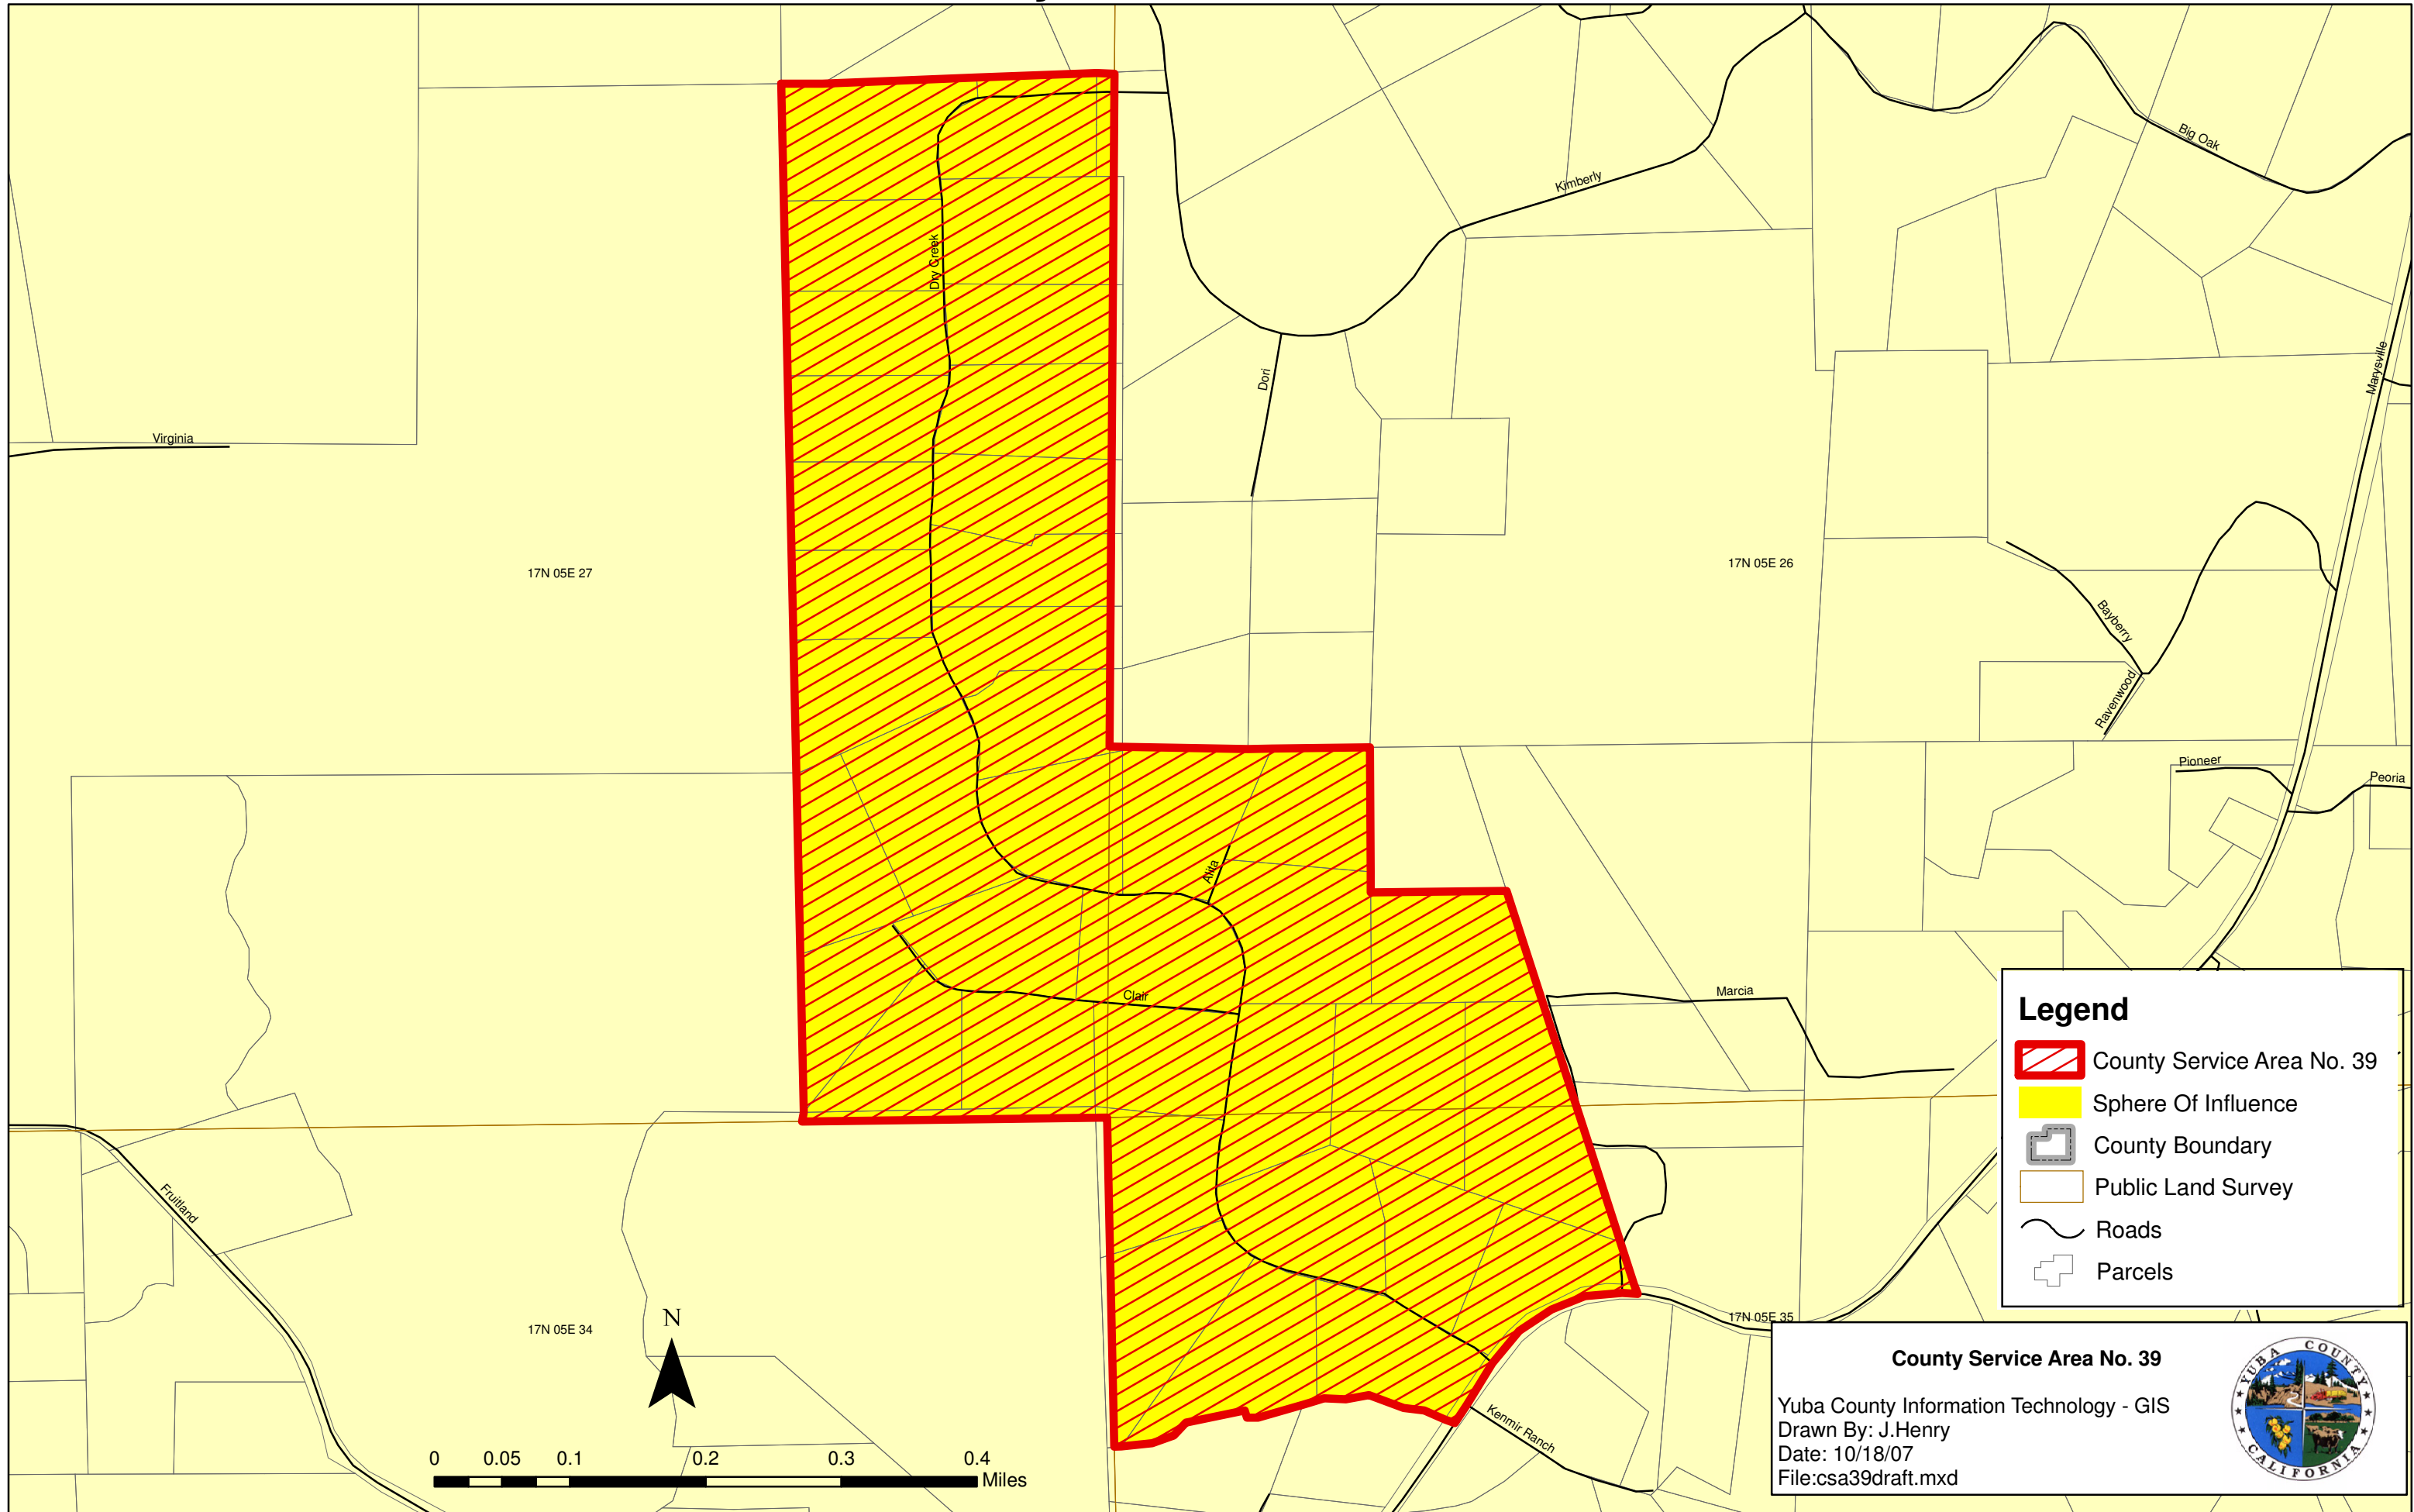 Big Oak
Kimberly
Dry Creek
Marysville
Dori
Virginia
17N 05E 27
17N 05E 26
Bayberry
Ravenwood
Pioneer
Peoria
Alita
Clair
Marcia
Fruitland
17N 05E 34
17N 05E 35
Kenmir Ranch
N
0 0.05 0.1 0.2 0.3 0.4
Miles
Legend
County Service Area No. 39
Sphere Of Influence
County Boundary
Public Land Survey
Roads
Parcels
County Service Area No. 39
Yuba County Information Technology - GIS
Drawn By: J.Henry
Date: 10/18/07
File:csa39draft.mxd
YUBA COUNTY
CALIFORNIA